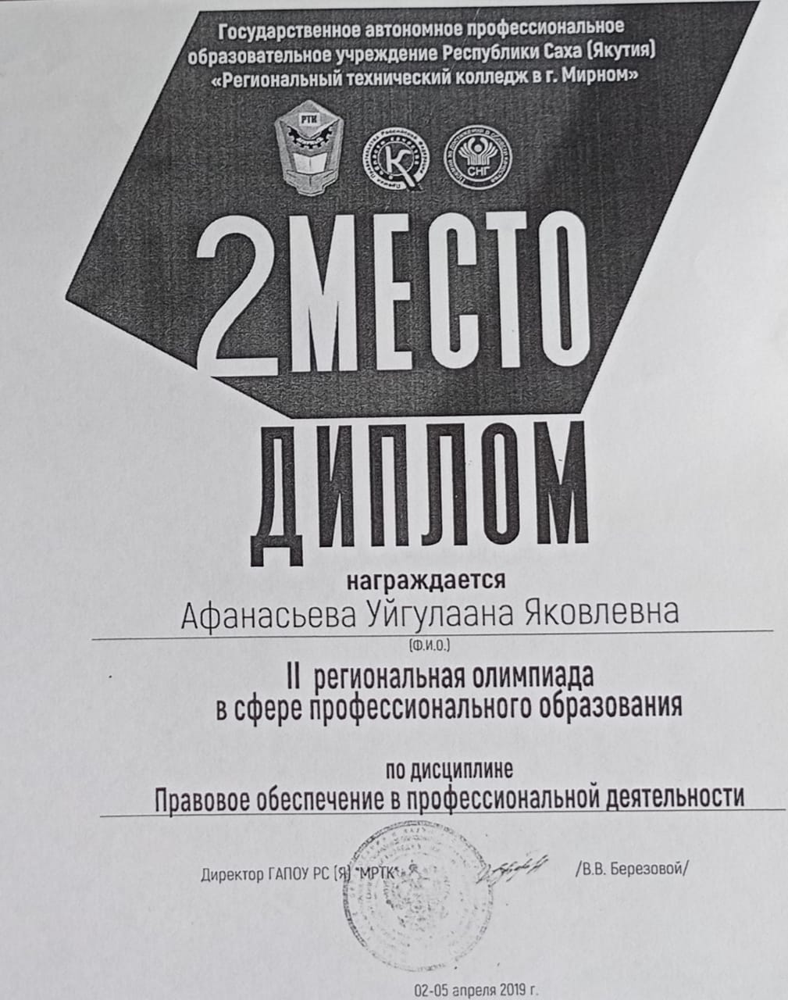 Государственное автономное профессиональное
образовательное учреждение Республики Саха (Якутия)
«Региональный технический колледж в г. Мирном»
РТК
К
СНГ
2 МЕСТО
ДИПЛОМ
награждается
Афанасьева Уйгулаана Яковлевна
(Ф.И.О.)
II региональная олимпиада
в сфере профессионального образования
по дисциплине
Правовое обеспечение в профессиональной деятельности
Директор ГАПОУ РС (Я) "МРТК" /В.В. Березовой/
02-05 апреля 2019 г.